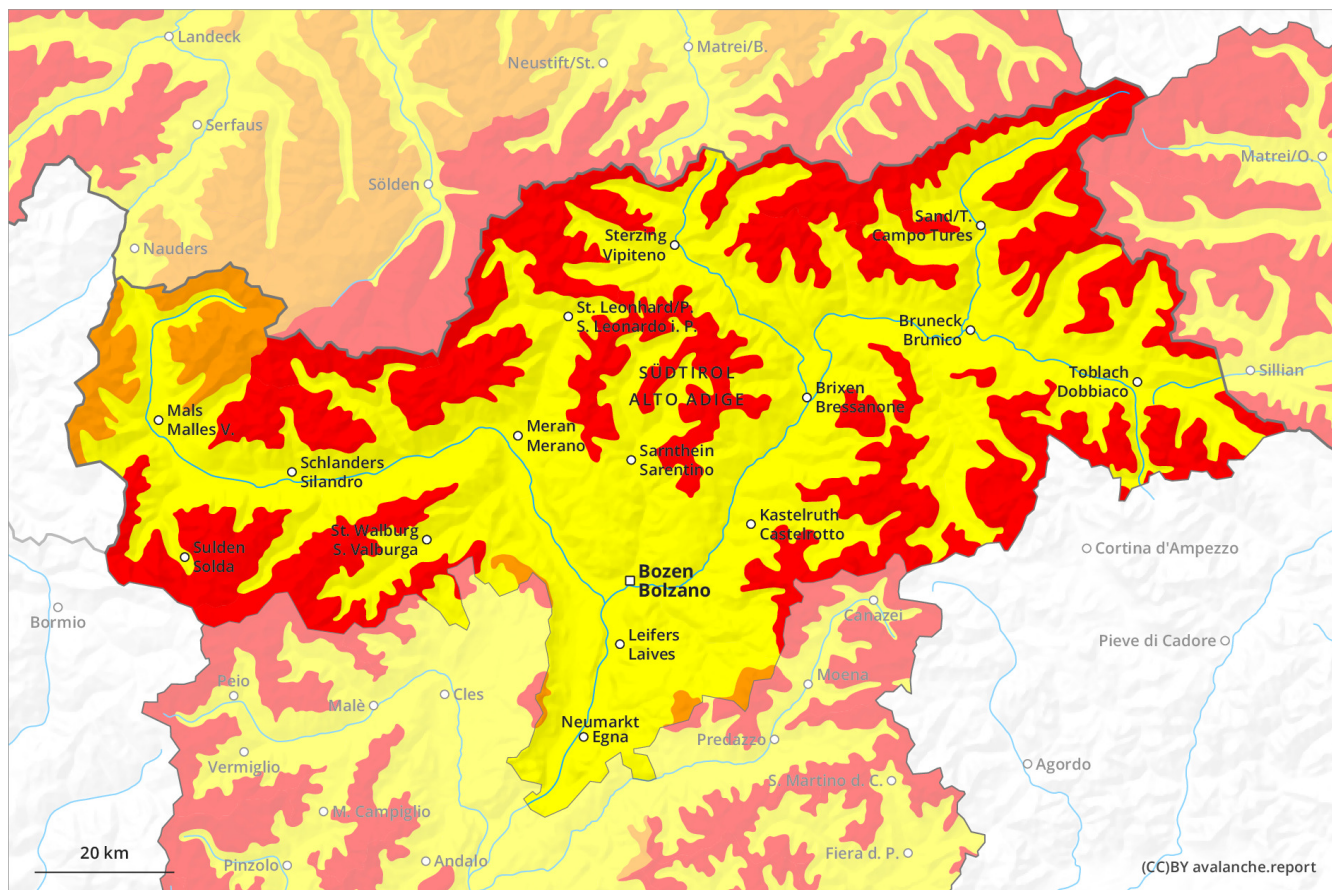 Landeck
Matrei/B.
Neustift/St.
Serfaus
Matrei/O.
Sölden
Sand/T.
Campo Tures
Sterzing
Vipiteno
Nauders
St. Leonhard/P.
S. Leonardo i. P.
Bruneck
Brunico
SÜDTIROL
ALTO ADIGE
Toblach
Dobbiaco
Sillian
Brixen
Bressanone
Mals
Malles V.
Meran
Merano
Sarnthein
Sarentino
Schlanders
Silandro
Kastelruth
Castelrotto
St. Walburg
S. Valburga
Sulden
Solda
Cortina d'Ampezzo
Bozen
Bolzano
Bormio
Canazei
Leifers
Laives
Pieve di Cadore
Peio
Moena
Cles
Malè
Neumarkt
Egna
Predazzo
Vermiglio
Agordo
S. Martino d. C.
M. Campiglio
20 km
Fiera d. P.
Andalo
Pinzolo
(CC)BY avalanche.report